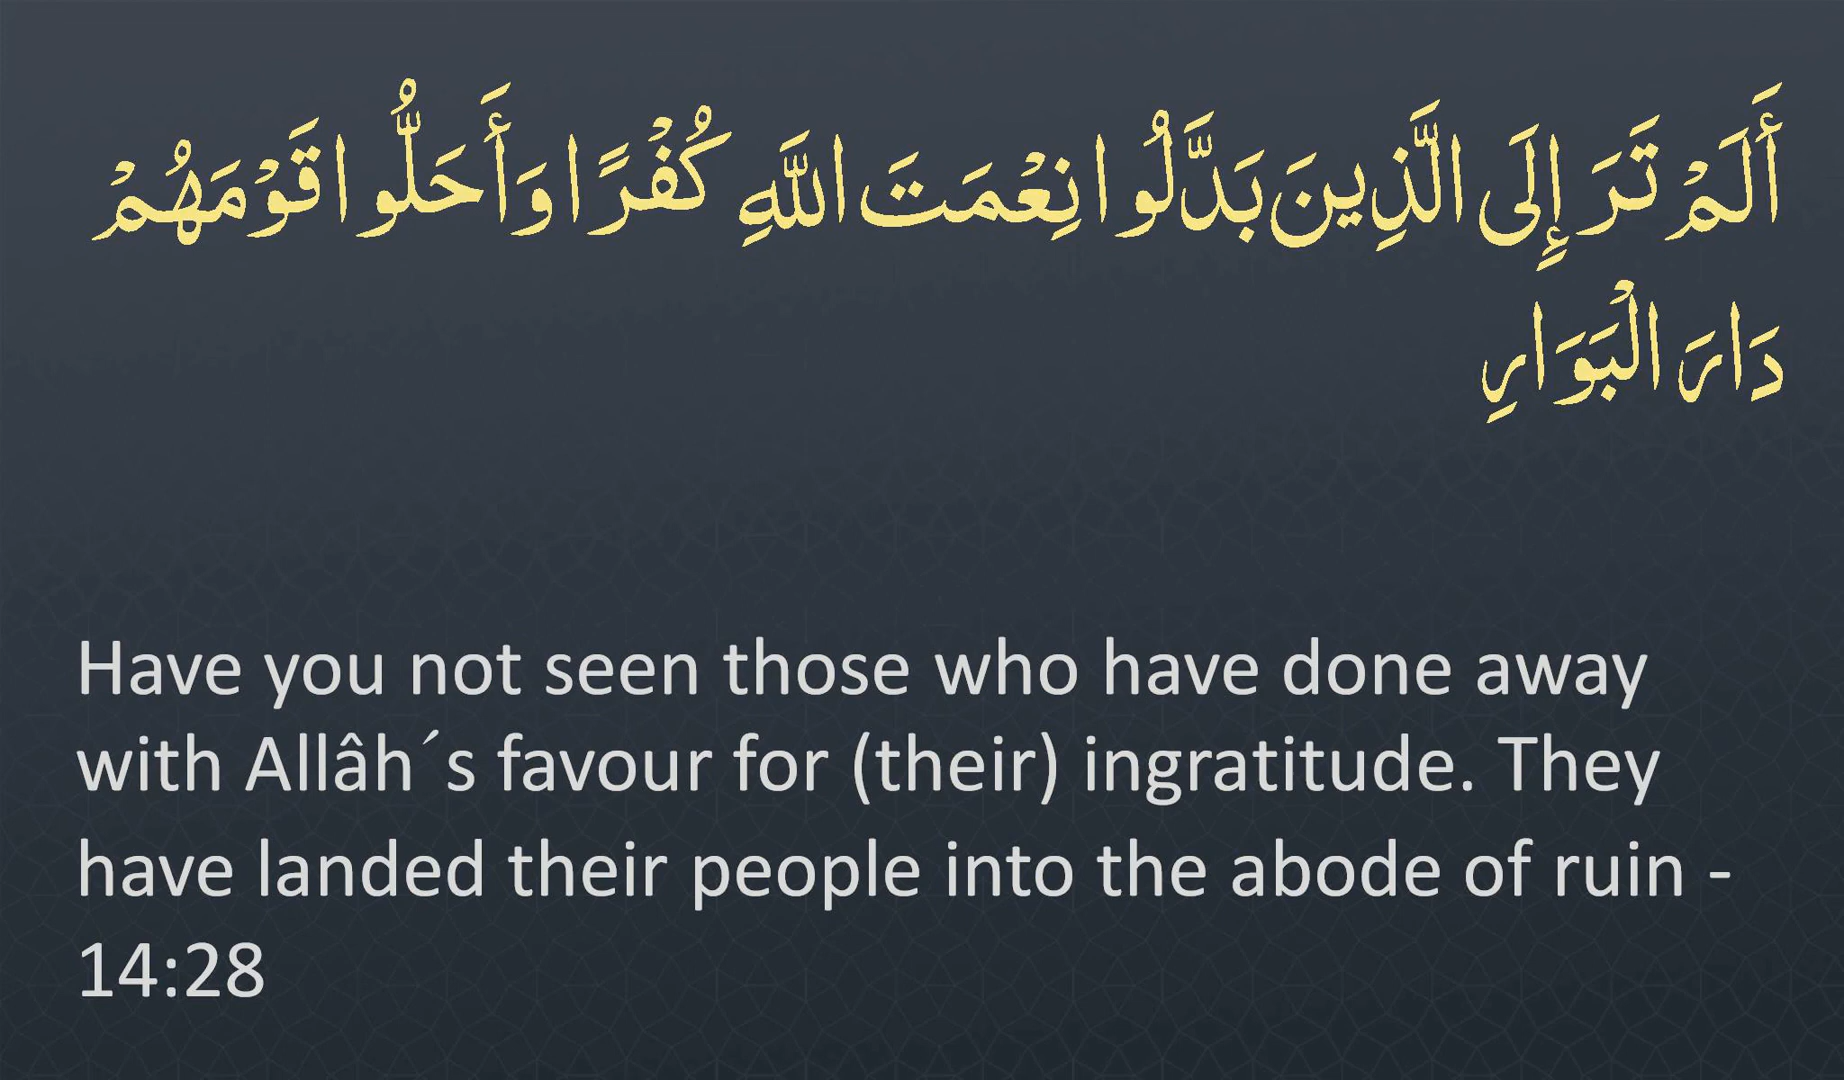 أَلَمْ تَرَ إِلَى الَّذِينَ بَدَّلُوا نِعْمَتَ اللَّهِ كُفْرًا وَأَحَلُّوا قَوْمَهُمْ
دَارَ الْبَوَارِ
Have you not seen those who have done away
with Allâh´s favour for (their) ingratitude. They
have landed their people into the abode of ruin -
14:28